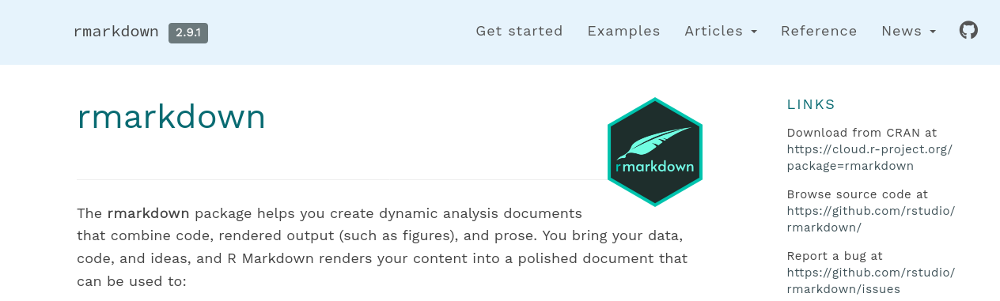 rmarkdown 2.9.1
Get started Examples Articles Reference News
rmarkdown
rmarkdown
The rmarkdown package helps you create dynamic analysis documents
that combine code, rendered output (such as figures), and prose. You bring your data,
code, and ideas, and R Markdown renders your content into a polished document that
can be used to:
LINKS
Download from CRAN at
https://cloud.r-project.org/
package=rmarkdown
Browse source code at
https://github.com/rstudio/
rmarkdown/
Report a bug at
https://github.com/rstudio/
rmarkdown/issues